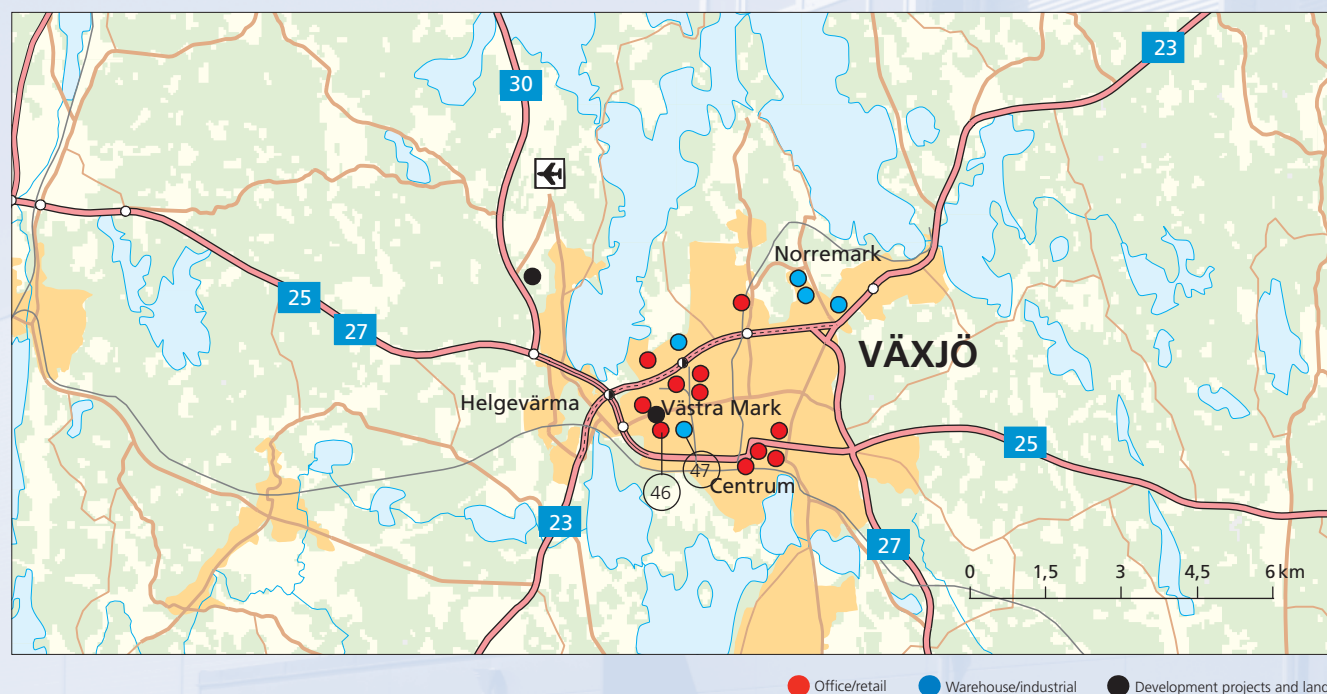 23
30
Norremark
25
27
VÄXJÖ
Helgevärma
Västra Mark
25
47
46
Centrum
23
27
0 1,5 3 4,5 6 km
Office/retail Warehouse/industrial Development projects and land